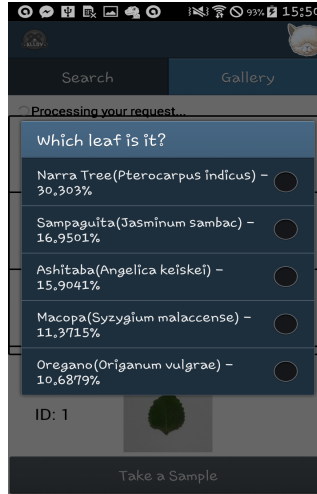 93% 15:50
Search Gallery
Processing your request...
Which leaf is it?
Narra Tree(Pterocarpus indicus) –
30.303%
Sampaguita(Jasminum sambac) –
16.9501%
Ashitaba(Angelica keiskei) –
15.9041%
Macopa(Syzygium malaccense) –
11.3715%
Oregano(Origanum vulgrae) –
10.6879%
ID: 1
Take a Sample